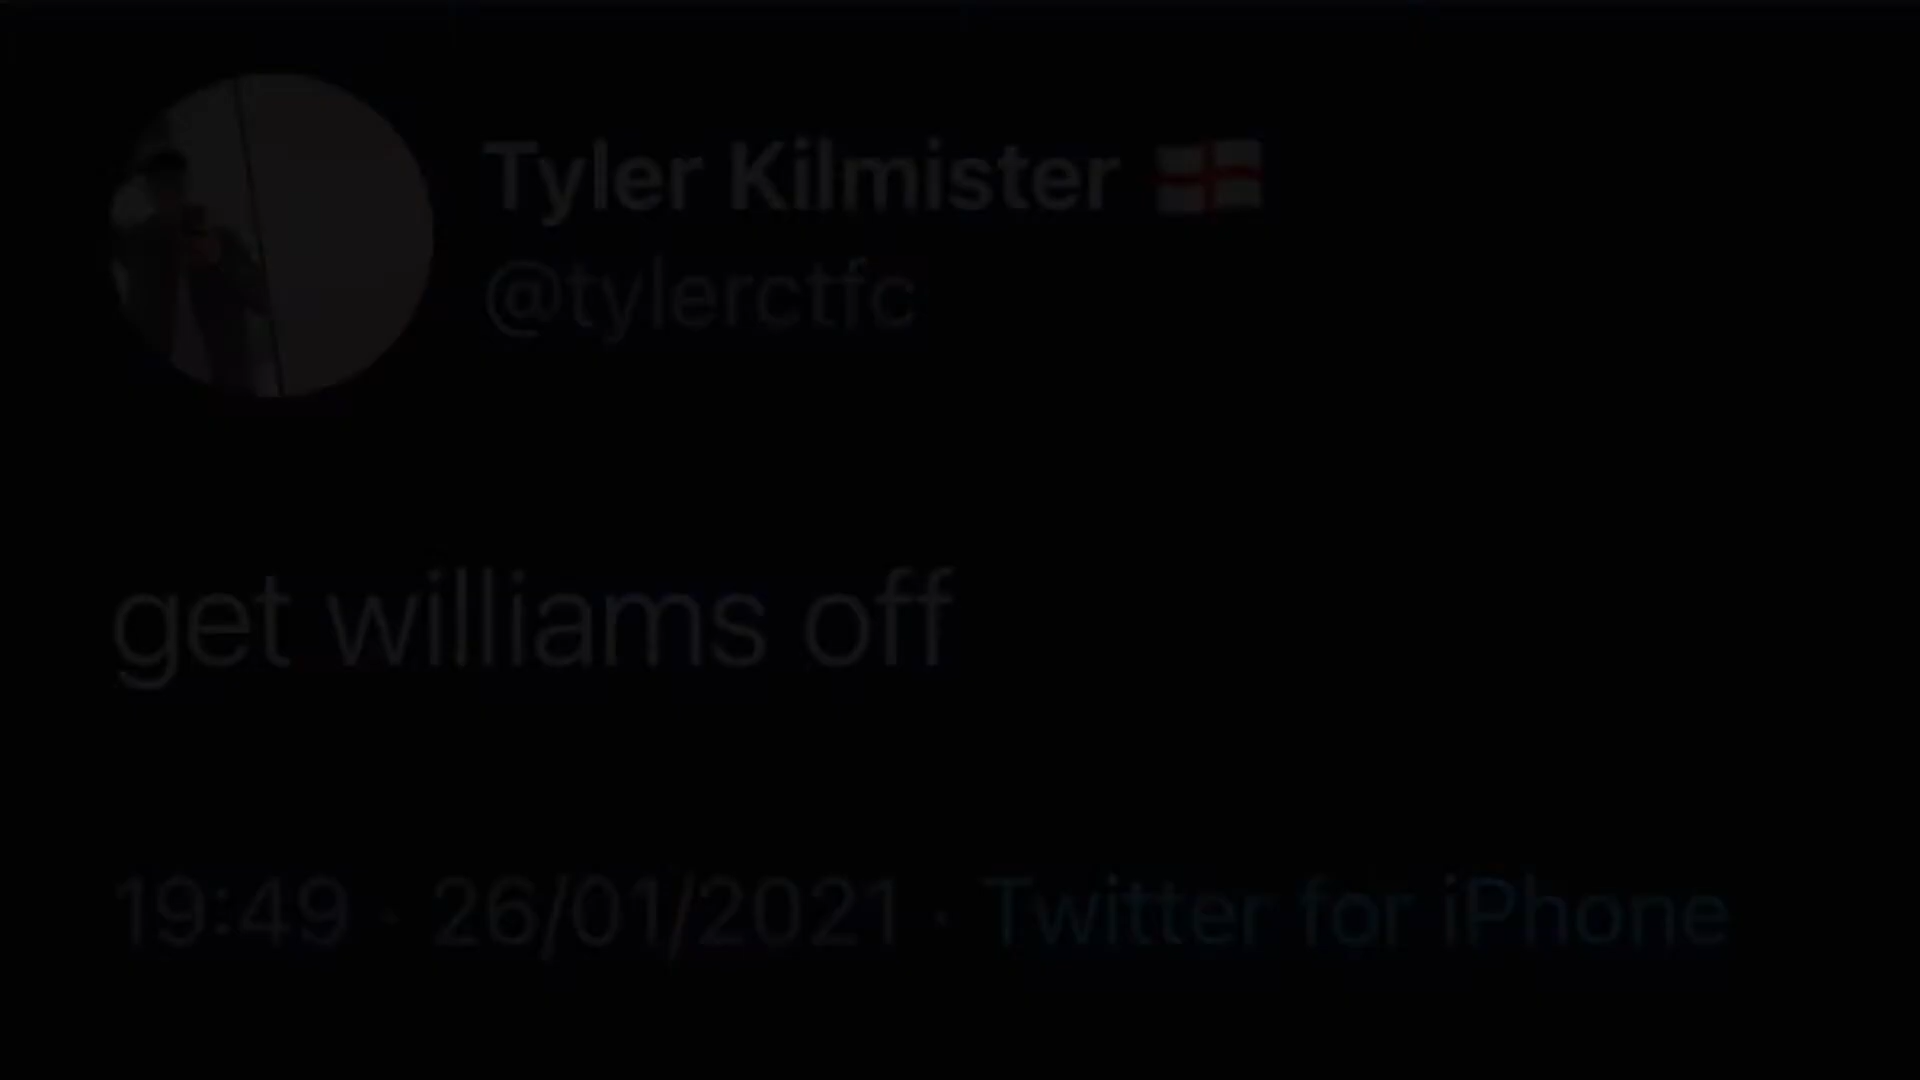 Tyler Kilmister 🏴󠁧󠁢󠁥󠁮󠁧󠁿
@tylerctfc
get williams off
19:49 · 26/01/2021 · Twitter for iPhone